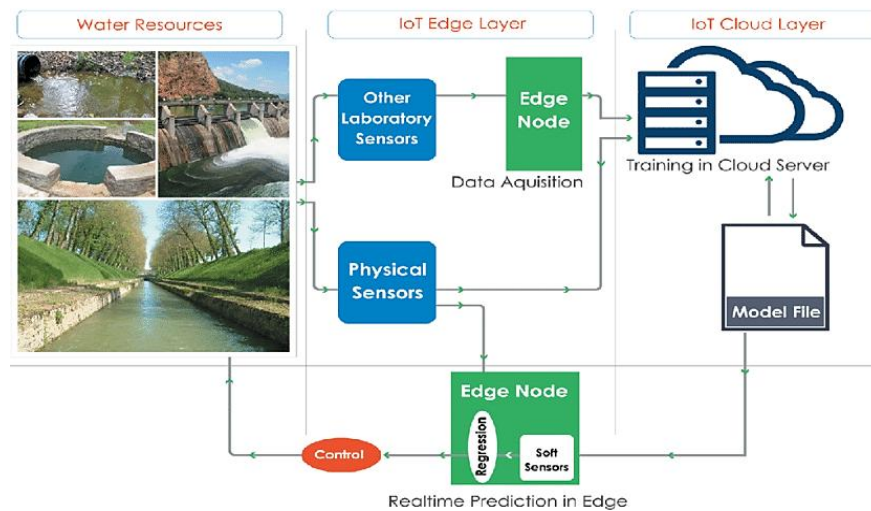 Water Resources
IoT Edge Layer
IoT Cloud Layer
Other
Laboratory
Sensors
Edge
Node
Data Aquisition
Training in Cloud Server
Physical
Sensors
Model File
Edge Node
Regression
Soft
Sensors
Control
Realtime Prediction in Edge